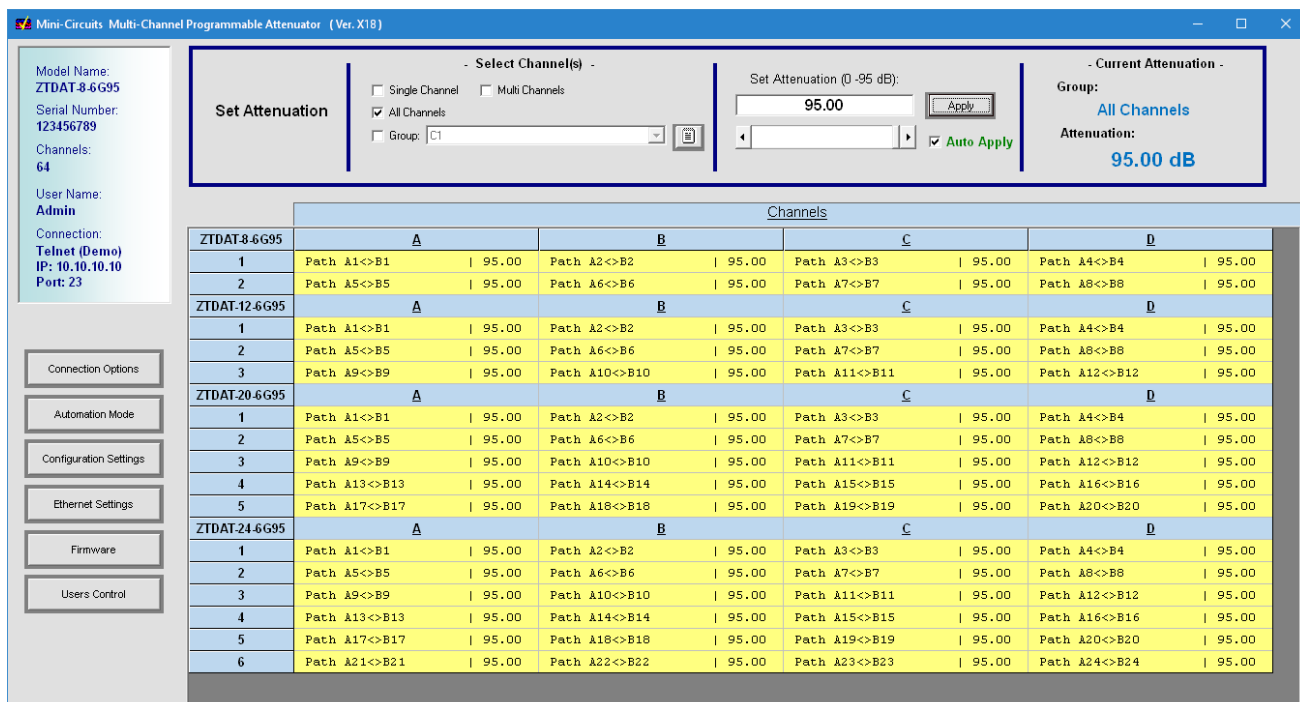 Mini-Circuits Multi-Channel Programmable Attenuator (Ver. X18)
Model Name:
ZTDAT-8-6G95
Serial Number:
123456789
Channels:
64
User Name:
Admin
Connection:
Telnet (Demo)
IP: 10.10.10.10
Port: 23
Connection Options
Automation Mode
Configuration Settings
Ethernet Settings
Firmware
Users Control
Set Attenuation
- Select Channel(s) -
Single Channel Multi Channels
All Channels
Group: C1
Set Attenuation (0 -95 dB):
95.00 Apply
Auto Apply
- Current Attenuation -
Group:
All Channels
Attenuation:
95.00 dB
Channels
ZTDAT-8-6G95 A B C D
1 Path A1<>B1 | 95.00 Path A2<>B2 | 95.00 Path A3<>B3 | 95.00 Path A4<>B4 | 95.00
2 Path A5<>B5 | 95.00 Path A6<>B6 | 95.00 Path A7<>B7 | 95.00 Path A8<>B8 | 95.00
ZTDAT-12-6G95 A B C D
1 Path A1<>B1 | 95.00 Path A2<>B2 | 95.00 Path A3<>B3 | 95.00 Path A4<>B4 | 95.00
2 Path A5<>B5 | 95.00 Path A6<>B6 | 95.00 Path A7<>B7 | 95.00 Path A8<>B8 | 95.00
3 Path A9<>B9 | 95.00 Path A10<>B10 | 95.00 Path A11<>B11 | 95.00 Path A12<>B12 | 95.00
ZTDAT-20-6G95 A B C D
1 Path A1<>B1 | 95.00 Path A2<>B2 | 95.00 Path A3<>B3 | 95.00 Path A4<>B4 | 95.00
2 Path A5<>B5 | 95.00 Path A6<>B6 | 95.00 Path A7<>B7 | 95.00 Path A8<>B8 | 95.00
3 Path A9<>B9 | 95.00 Path A10<>B10 | 95.00 Path A11<>B11 | 95.00 Path A12<>B12 | 95.00
4 Path A13<>B13 | 95.00 Path A14<>B14 | 95.00 Path A15<>B15 | 95.00 Path A16<>B16 | 95.00
5 Path A17<>B17 | 95.00 Path A18<>B18 | 95.00 Path A19<>B19 | 95.00 Path A20<>B20 | 95.00
ZTDAT-24-6G95 A B C D
1 Path A1<>B1 | 95.00 Path A2<>B2 | 95.00 Path A3<>B3 | 95.00 Path A4<>B4 | 95.00
2 Path A5<>B5 | 95.00 Path A6<>B6 | 95.00 Path A7<>B7 | 95.00 Path A8<>B8 | 95.00
3 Path A9<>B9 | 95.00 Path A10<>B10 | 95.00 Path A11<>B11 | 95.00 Path A12<>B12 | 95.00
4 Path A13<>B13 | 95.00 Path A14<>B14 | 95.00 Path A15<>B15 | 95.00 Path A16<>B16 | 95.00
5 Path A17<>B17 | 95.00 Path A18<>B18 | 95.00 Path A19<>B19 | 95.00 Path A20<>B20 | 95.00
6 Path A21<>B21 | 95.00 Path A22<>B22 | 95.00 Path A23<>B23 | 95.00 Path A24<>B24 | 95.00